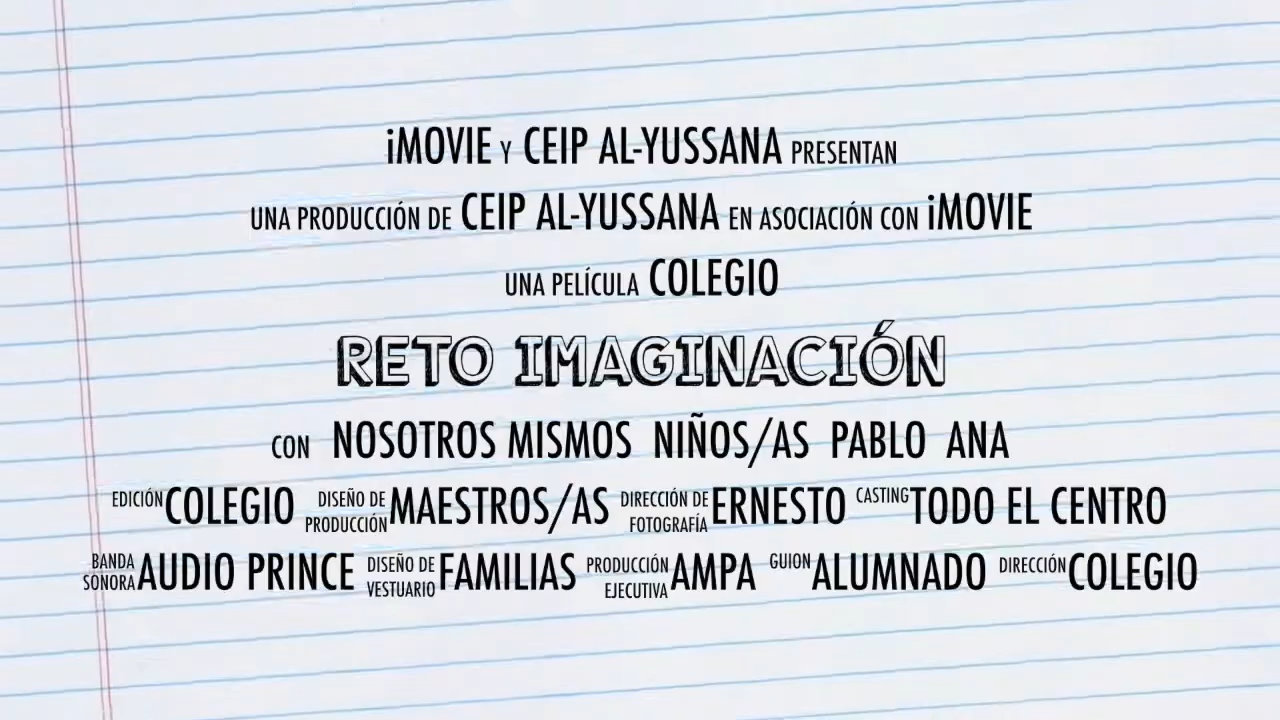 iMOVIE Y CEIP AL-YUSSANA PRESENTAN
UNA PRODUCCIÓN DE CEIP AL-YUSSANA EN ASOCIACIÓN CON iMOVIE
UNA PELÍCULA COLEGIO
RETO IMAGINACIÓN
CON NOSOTROS MISMOS NIÑOS/AS PABLO ANA
EDICIÓN COLEGIO DISEÑO DE PRODUCCIÓN MAESTROS/AS DIRECCIÓN DE FOTOGRAFÍA ERNESTO CASTING TODO EL CENTRO
BANDA SONORA AUDIO PRINCE DISEÑO DE VESTUARIO FAMILIAS PRODUCCIÓN EJECUTIVA AMPA GUION ALUMNADO DIRECCIÓN COLEGIO